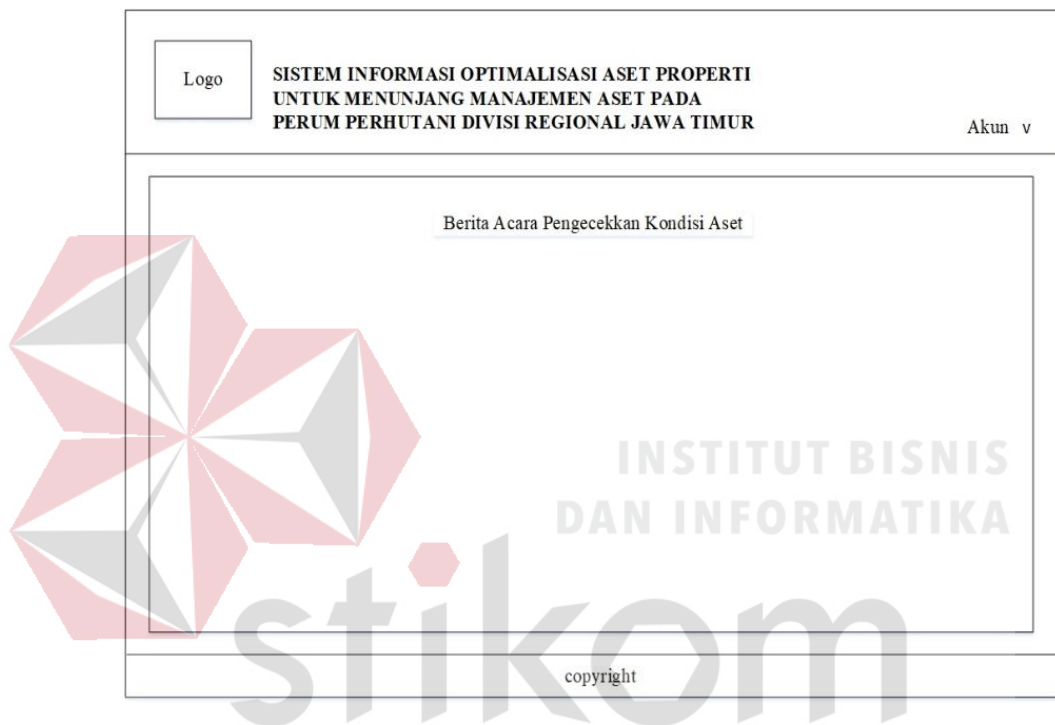 Logo
SISTEM INFORMASI OPTIMALISASI ASET PROPERTI
UNTUK MENUNJANG MANAJEMEN ASET PADA
PERUM PERHUTANI DIVISI REGIONAL JAWA TIMUR
Akun v
Berita Acara Pengecekkan Kondisi Aset
INSTITUT BISNIS
DAN INFORMATIKA
stikom
copyright